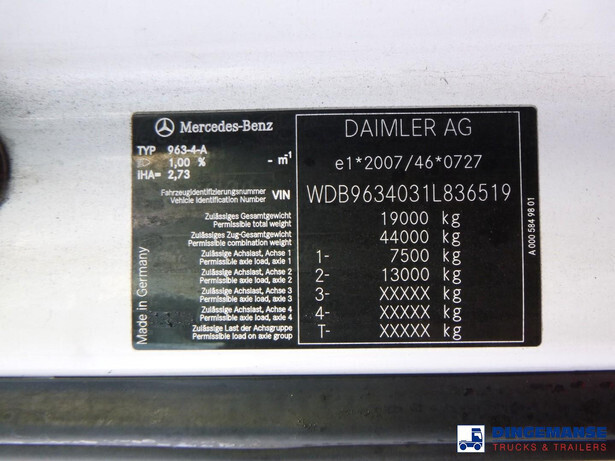 Mercedes-Benz
DAIMLER AG
TYP 963-4-A
1,00 % - m⁻¹
iHA= 2,73
e1*2007/46*0727
Fahrzeugidentifizierungsnummer
Vehicle Identification Number VIN WDB9634031L836519
Zulässiges Gesamtgewicht
Permissible total weight 19000 kg
Zulässiges Zug-Gesamtgewicht
Permissible combination weight 44000 kg
Zulässige Achslast, Achse 1
Permissible axle load, axle 1 1- 7500 kg
Zulässige Achslast, Achse 2
Permissible axle load, axle 2 2- 13000 kg
Zulässige Achslast, Achse 3
Permissible axle load, axle 3 3- XXXXX kg
Zulässige Achslast, Achse 4
Permissible axle load, axle 4 4- XXXXX kg
Zulässige Last der Achsgruppe
Permissible load on axle group T- XXXXX kg
Made in Germany
A 000 584 98 01
DINGEMANSE
TRUCKS & TRAILERS